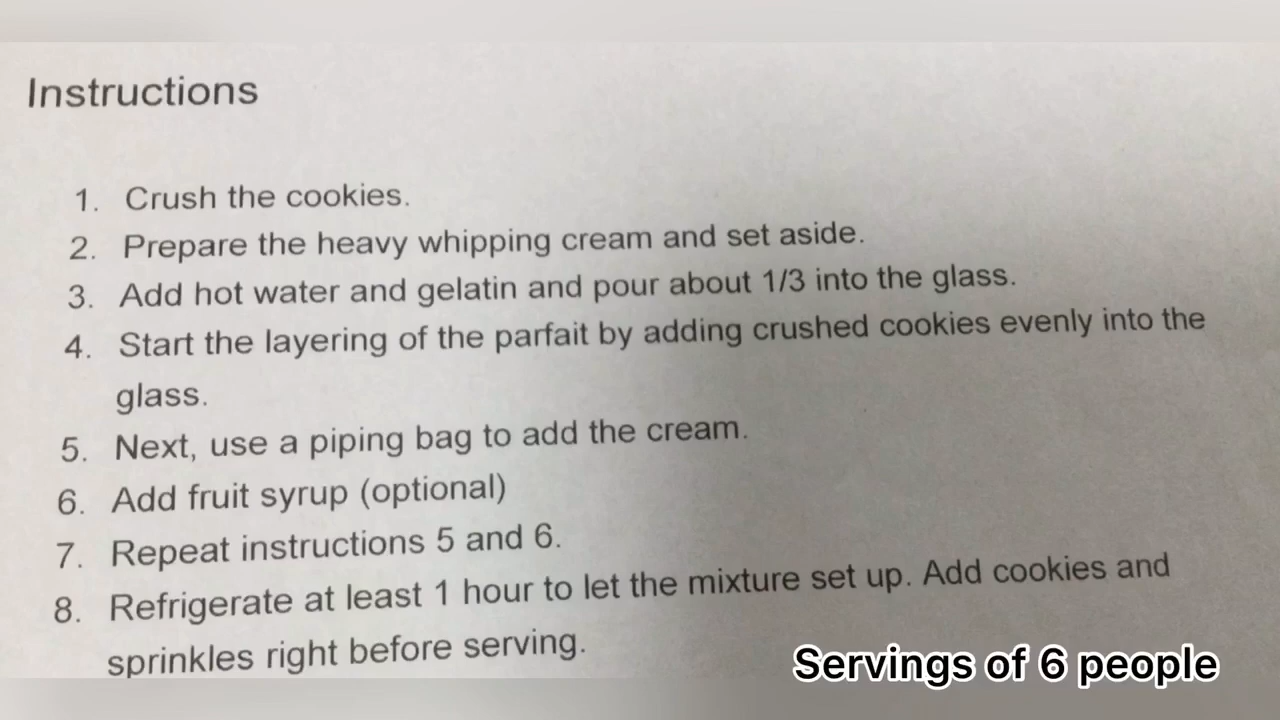 Instructions
1. Crush the cookies.
2. Prepare the heavy whipping cream and set aside.
3. Add hot water and gelatin and pour about 1/3 into the glass.
4. Start the layering of the parfait by adding crushed cookies evenly into the
glass.
5. Next, use a piping bag to add the cream.
6. Add fruit syrup (optional)
7. Repeat instructions 5 and 6.
8. Refrigerate at least 1 hour to let the mixture set up. Add cookies and
sprinkles right before serving.
Servings of 6 people